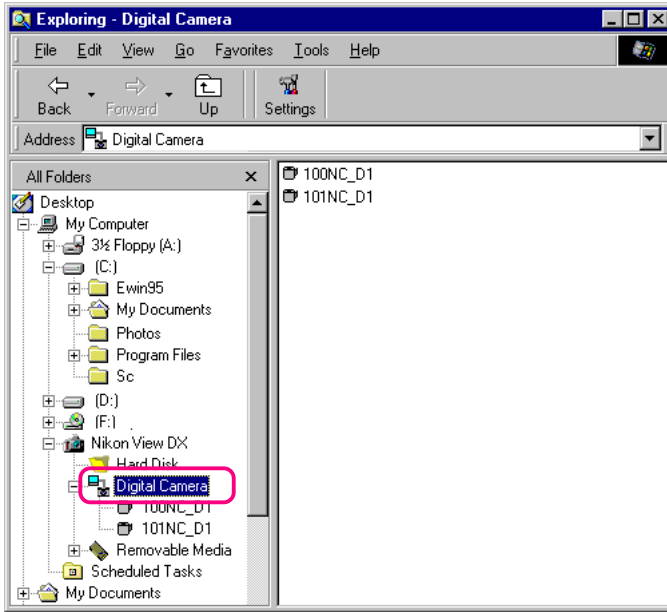 Exploring - Digital Camera
File Edit View Go Favorites Tools Help
Back Forward Up Settings
Address Digital Camera
All Folders
Desktop
My Computer
3½ Floppy (A:)
(C:)
Ewin95
My Documents
Photos
Program Files
Sc
(D:)
(F:)
Nikon View DX
Hard Disk
Digital Camera
100NC_D1
101NC_D1
Removable Media
Scheduled Tasks
My Documents
100NC_D1
101NC_D1